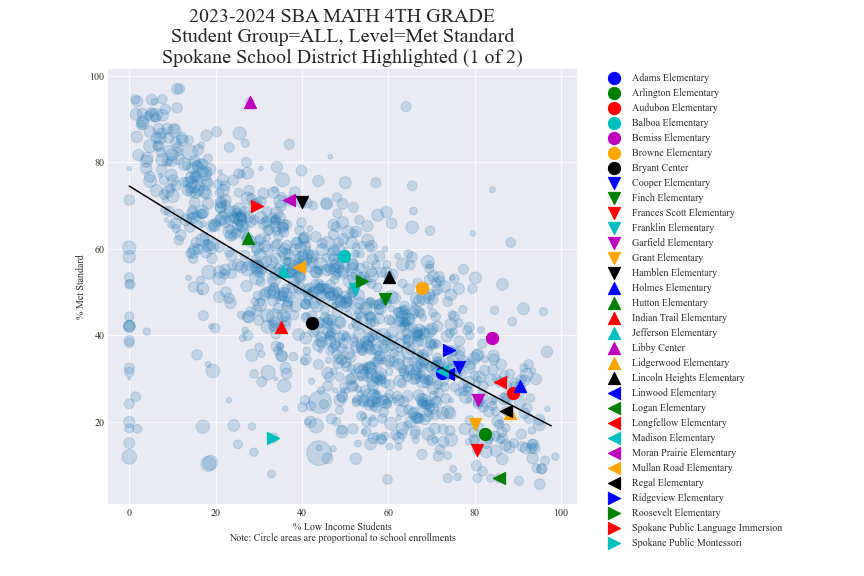 2023-2024 SBA MATH 4TH GRADE
Student Group=ALL, Level=Met Standard
Spokane School District Highlighted (1 of 2)
100
80
60
40
20
% Met Standard
0
20
40
60
80
100
% Low Income Students
Note: Circle areas are proportional to school enrollments
Adams Elementary
Arlington Elementary
Audubon Elementary
Balboa Elementary
Bemiss Elementary
Browne Elementary
Bryant Center
Cooper Elementary
Finch Elementary
Frances Scott Elementary
Franklin Elementary
Garfield Elementary
Grant Elementary
Hamblen Elementary
Holmes Elementary
Hutton Elementary
Indian Trail Elementary
Jefferson Elementary
Libby Center
Lidgerwood Elementary
Lincoln Heights Elementary
Linwood Elementary
Logan Elementary
Longfellow Elementary
Madison Elementary
Moran Prairie Elementary
Mullan Road Elementary
Regal Elementary
Ridgeview Elementary
Roosevelt Elementary
Spokane Public Language Immersion
Spokane Public Montessori